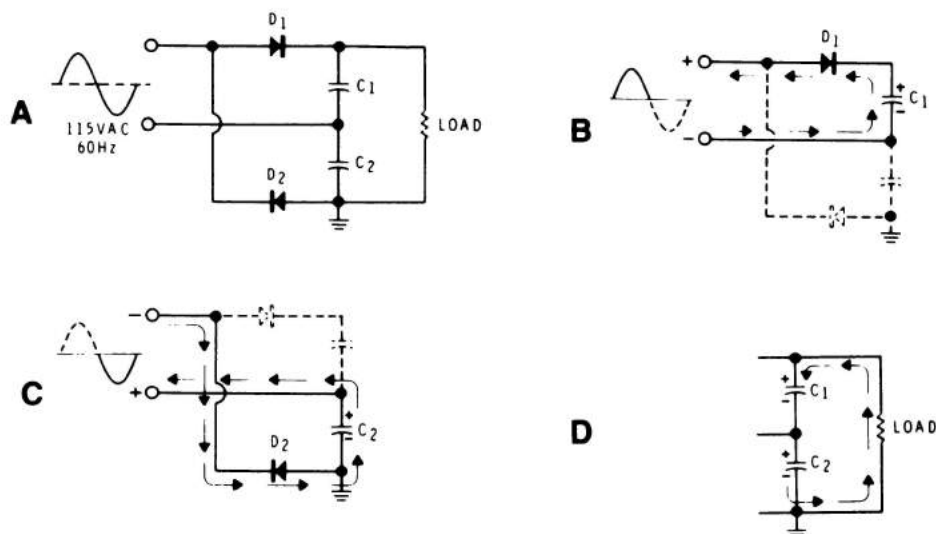 A
D1
C1
115VAC
60Hz
LOAD
C2
D2
B
D1
+
+
C1
-
-
C
-
+
+
C2
-
D2
D
+
C1
-
LOAD
+
C2
-